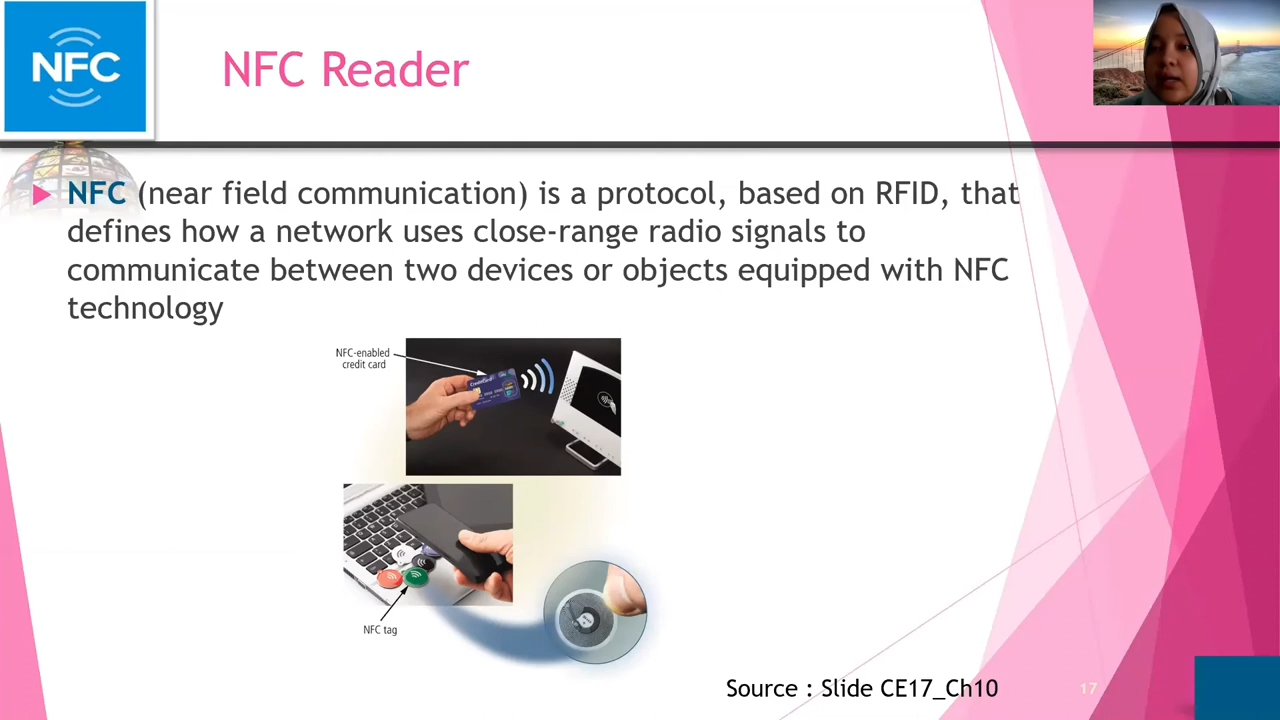 NFC
NFC Reader
NFC (near field communication) is a protocol, based on RFID, that
defines how a network uses close-range radio signals to
communicate between two devices or objects equipped with NFC
technology
NFC-enabled
credit card
CreditCard
NFC tag
Source : Slide CE17_Ch10
17